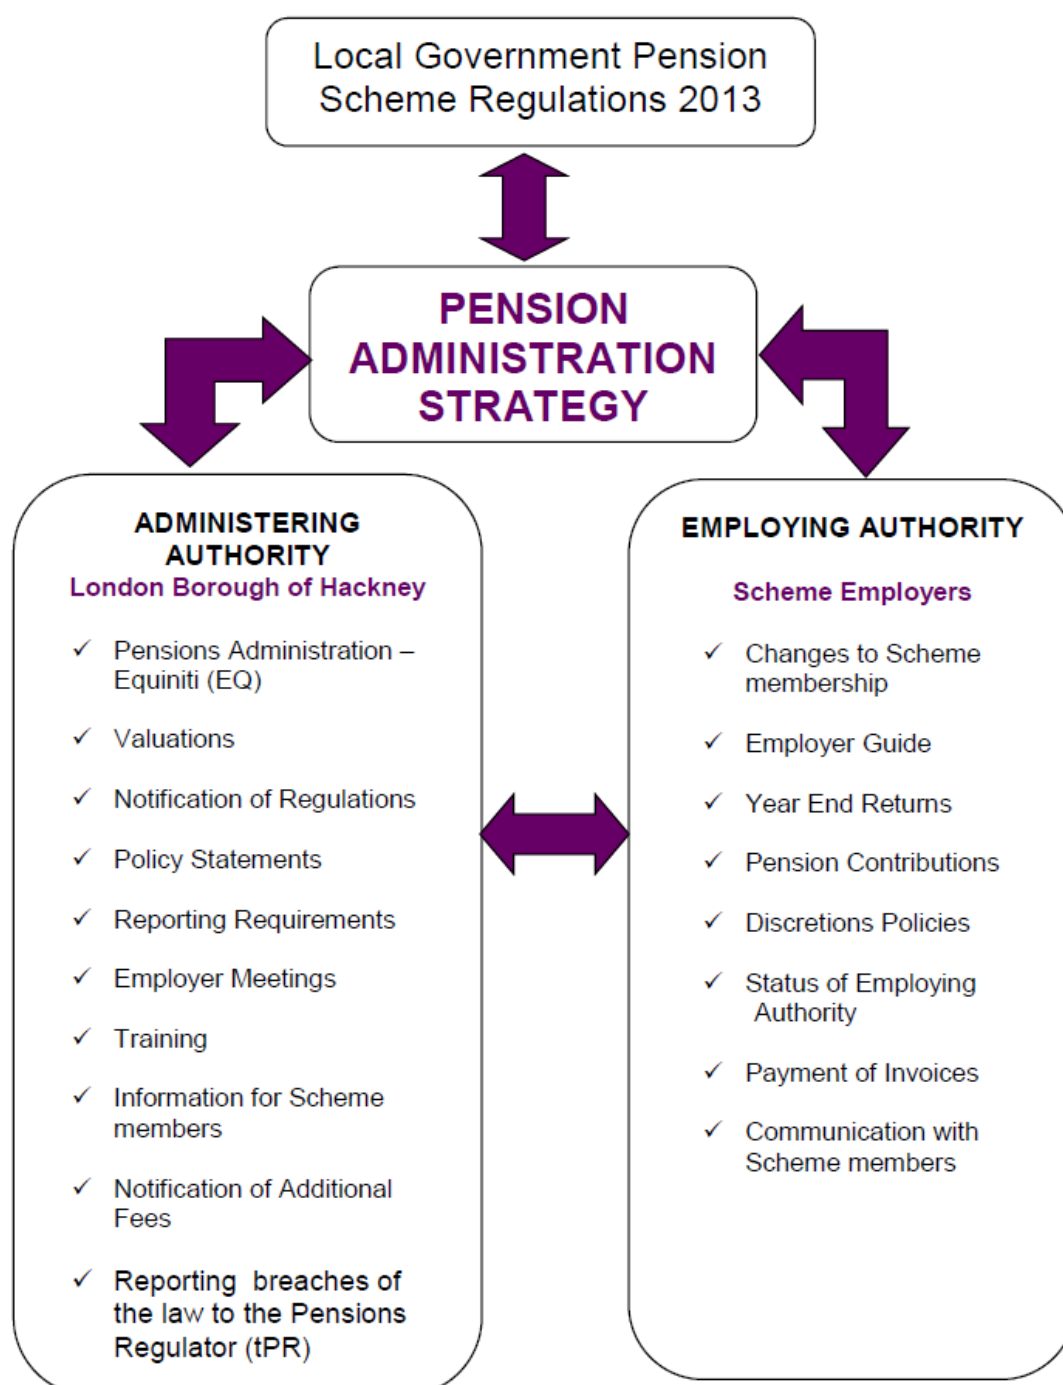 Local Government Pension
Scheme Regulations 2013
PENSION
ADMINISTRATION
STRATEGY
ADMINISTERING
AUTHORITY
London Borough of Hackney
✓ Pensions Administration –
Equiniti (EQ)
✓ Valuations
✓ Notification of Regulations
✓ Policy Statements
✓ Reporting Requirements
✓ Employer Meetings
✓ Training
✓ Information for Scheme
members
✓ Notification of Additional
Fees
✓ Reporting breaches of
the law to the Pensions
Regulator (tPR)
EMPLOYING AUTHORITY
Scheme Employers
✓ Changes to Scheme
membership
✓ Employer Guide
✓ Year End Returns
✓ Pension Contributions
✓ Discretions Policies
✓ Status of Employing
Authority
✓ Payment of Invoices
✓ Communication with
Scheme members